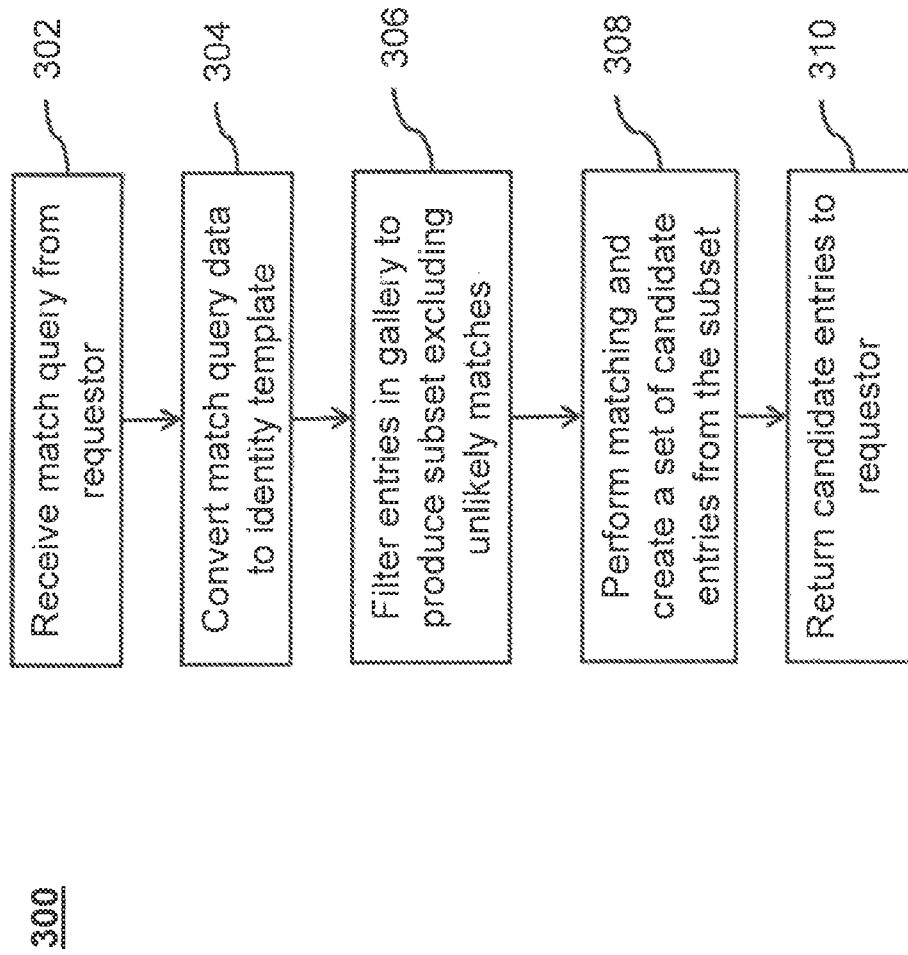 300
Receive match query from
requestor
302
Convert match query data
to identity template
304
Filter entries in gallery to
produce subset excluding
unlikely matches
306
Perform matching and
create a set of candidate
entries from the subset
308
Return candidate entries to
requestor
310